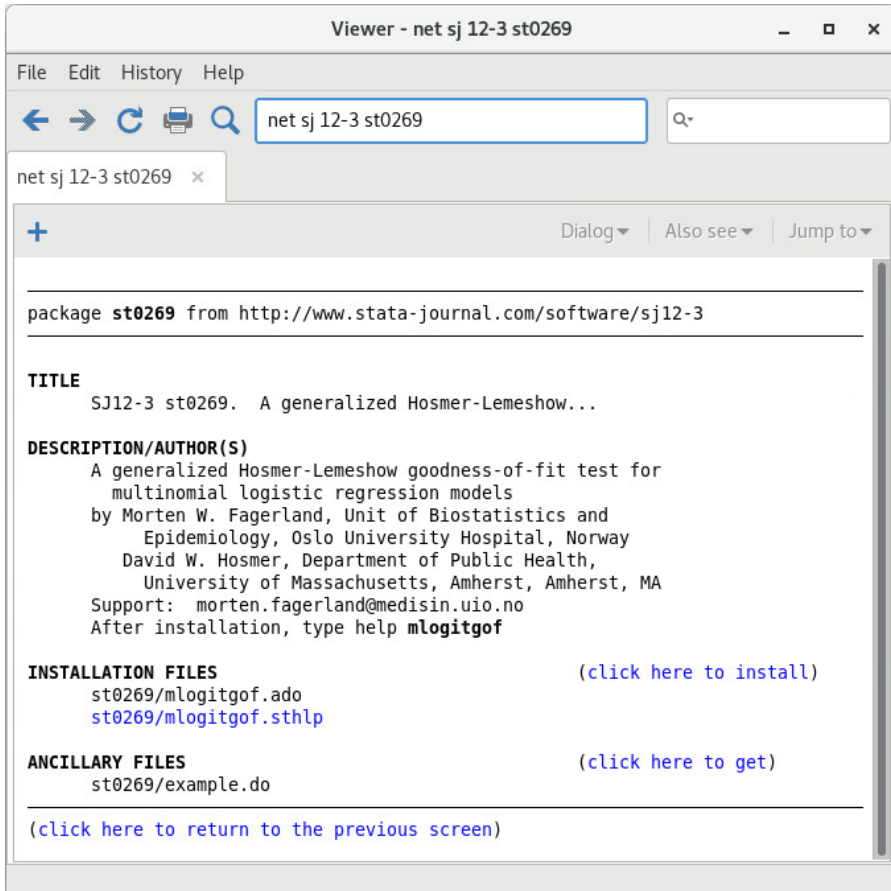 Viewer - net sj 12-3 st0269
File Edit History Help
net sj 12-3 st0269
net sj 12-3 st0269
Dialog Also see Jump to
package st0269 from http://www.stata-journal.com/software/sj12-3
TITLE
SJ12-3 st0269. A generalized Hosmer-Lemeshow...
DESCRIPTION/AUTHOR(S)
A generalized Hosmer-Lemeshow goodness-of-fit test for
multinomial logistic regression models
by Morten W. Fagerland, Unit of Biostatistics and
Epidemiology, Oslo University Hospital, Norway
David W. Hosmer, Department of Public Health,
University of Massachusetts, Amherst, Amherst, MA
Support: morten.fagerland@medisin.uio.no
After installation, type help mlogitgof
INSTALLATION FILES (click here to install)
st0269/mlogitgof.ado
st0269/mlogitgof.sthlp
ANCILLARY FILES (click here to get)
st0269/example.do
(click here to return to the previous screen)